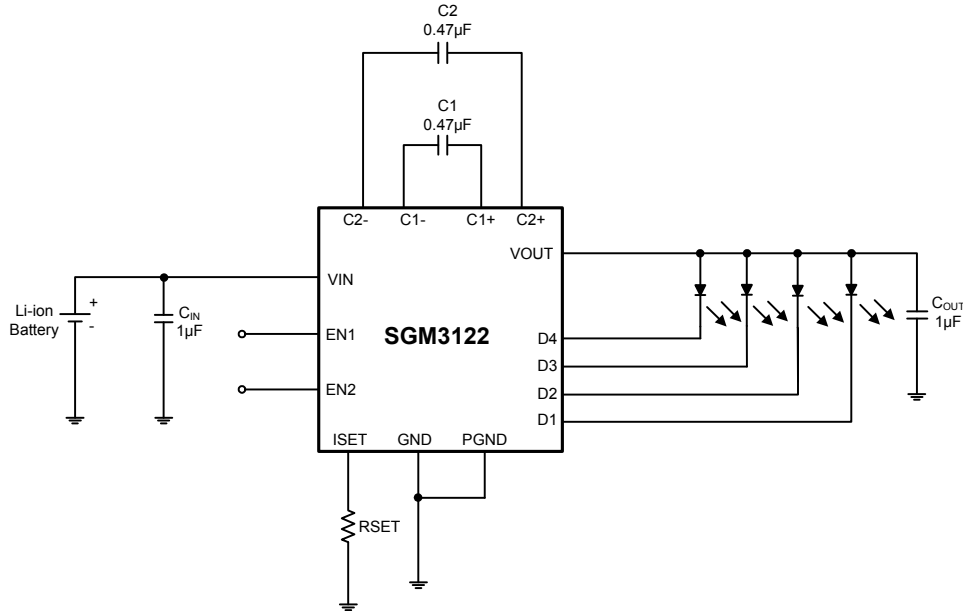 C2
0.47µF
C1
0.47µF
C2-
C1-
C1+
C2+
VOUT
VIN
Li-ion
Battery
+
-
CIN
1µF
EN1
SGM3122
EN2
D4
D3
D2
D1
COUT
1µF
ISET
GND
PGND
RSET